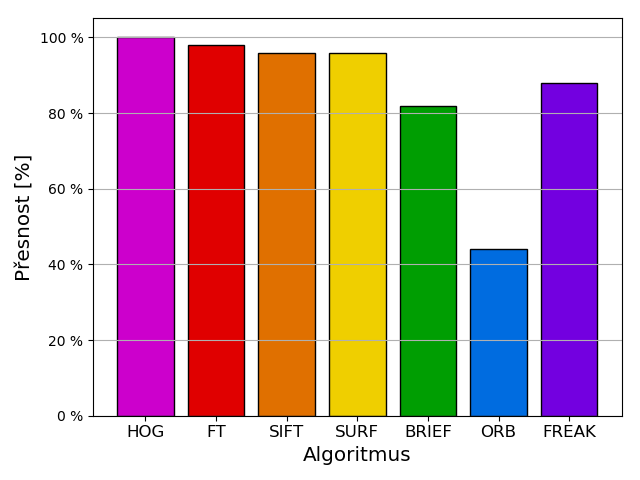 100 %
80 %
60 %
40 %
20 %
0 %
Přesnost [%]
HOG FT SIFT SURF BRIEF ORB FREAK
Algoritmus